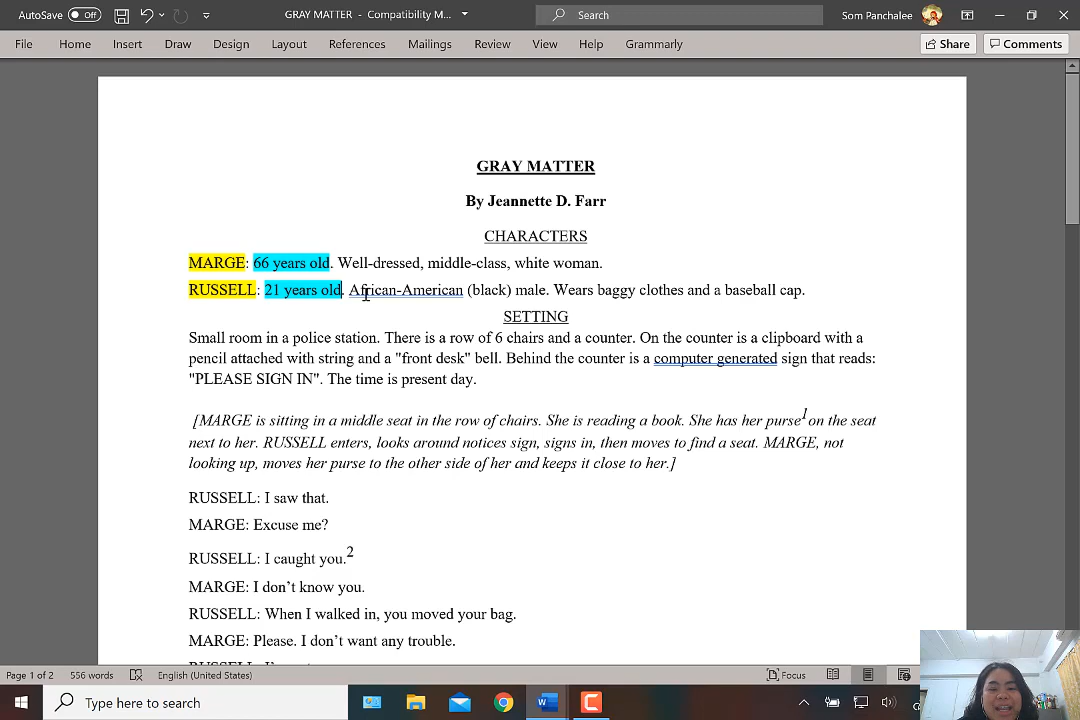 AutoSave Off GRAY MATTER - Compatibility M... Search Som Panchalee
File Home Insert Draw Design Layout References Mailings Review View Help Grammarly Share Comments
GRAY MATTER
By Jeannette D. Farr
CHARACTERS
MARGE: 66 years old. Well-dressed, middle-class, white woman.
RUSSELL: 21 years old. African-American (black) male. Wears baggy clothes and a baseball cap.
SETTING
Small room in a police station. There is a row of 6 chairs and a counter. On the counter is a clipboard with a
pencil attached with string and a "front desk" bell. Behind the counter is a computer generated sign that reads:
"PLEASE SIGN IN". The time is present day.
[MARGE is sitting in a middle seat in the row of chairs. She is reading a book. She has her purse1 on the seat
next to her. RUSSELL enters, looks around notices sign, signs in, then moves to find a seat. MARGE, not
looking up, moves her purse to the other side of her and keeps it close to her.]
RUSSELL: I saw that.
MARGE: Excuse me?
RUSSELL: I caught you.2
MARGE: I don't know you.
RUSSELL: When I walked in, you moved your bag.
MARGE: Please. I don't want any trouble.
Page 1 of 2 556 words English (United States) Focus
Type here to search